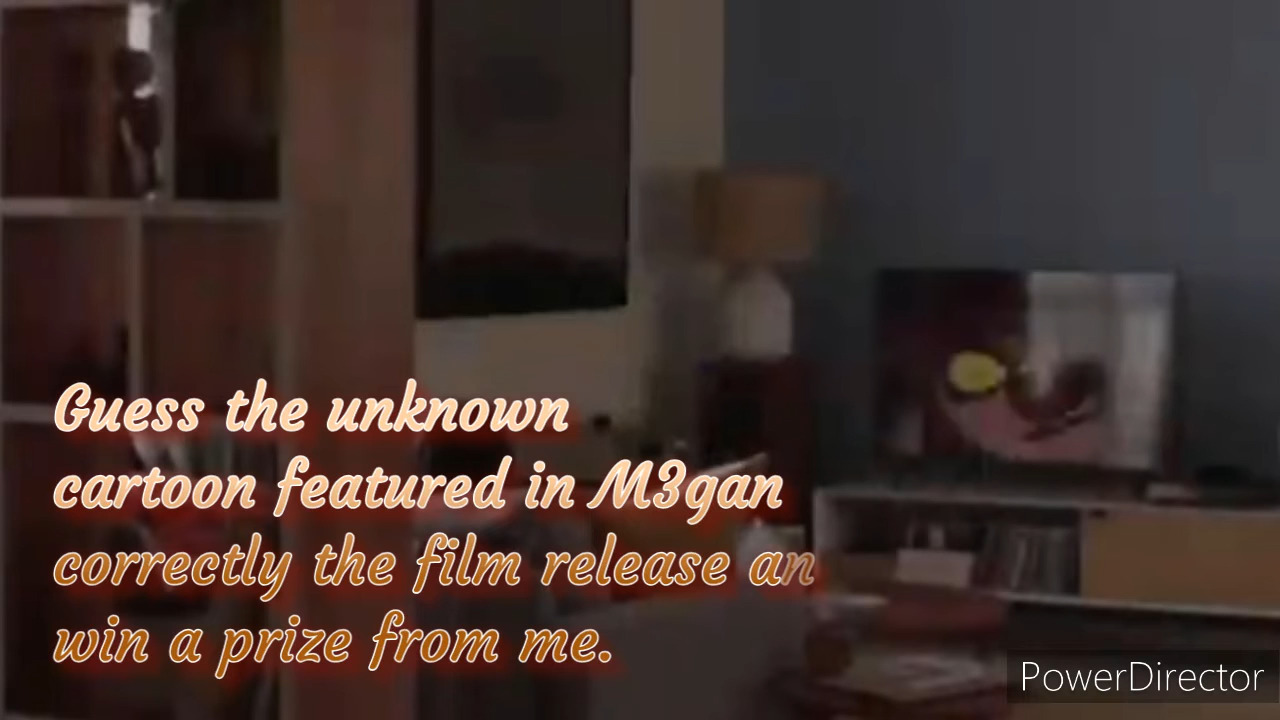 Guess the unknown
cartoon featured in M3gan
correctly the film release an
win a prize from me.
PowerDirector